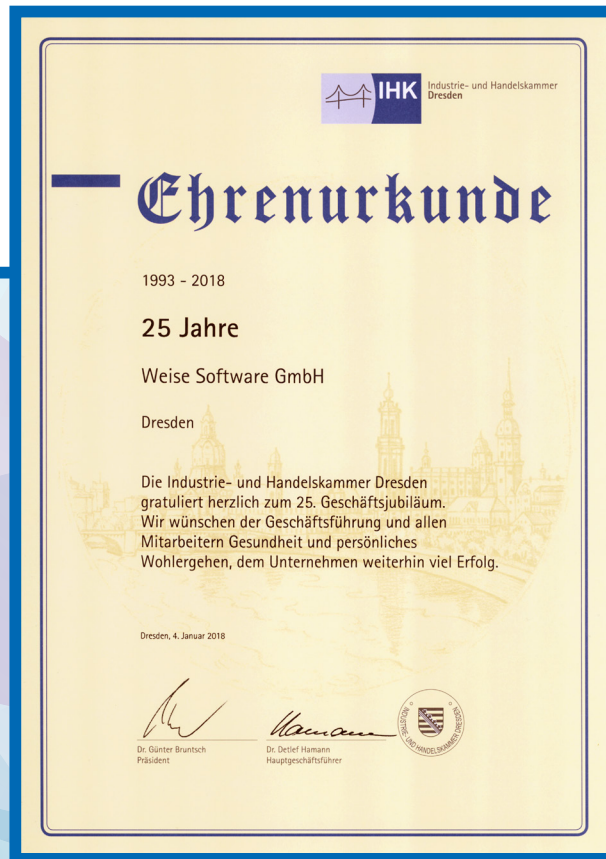 IHK
Industrie- und Handelskammer
Dresden
Ehrenurkunde
1993 - 2018
25 Jahre
Weise Software GmbH
Dresden
Die Industrie- und Handelskammer Dresden
gratuliert herzlich zum 25. Geschäftsjubiläum.
Wir wünschen der Geschäftsführung und allen
Mitarbeitern Gesundheit und persönliches
Wohlergehen, dem Unternehmen weiterhin viel Erfolg.
Dresden, 4. Januar 2018
Hamann
Dr. Günter Bruntsch
Präsident
Dr. Detlef Hamann
Hauptgeschäftsführer
INDUSTRIE- UND HANDELSKAMMER DRESDEN